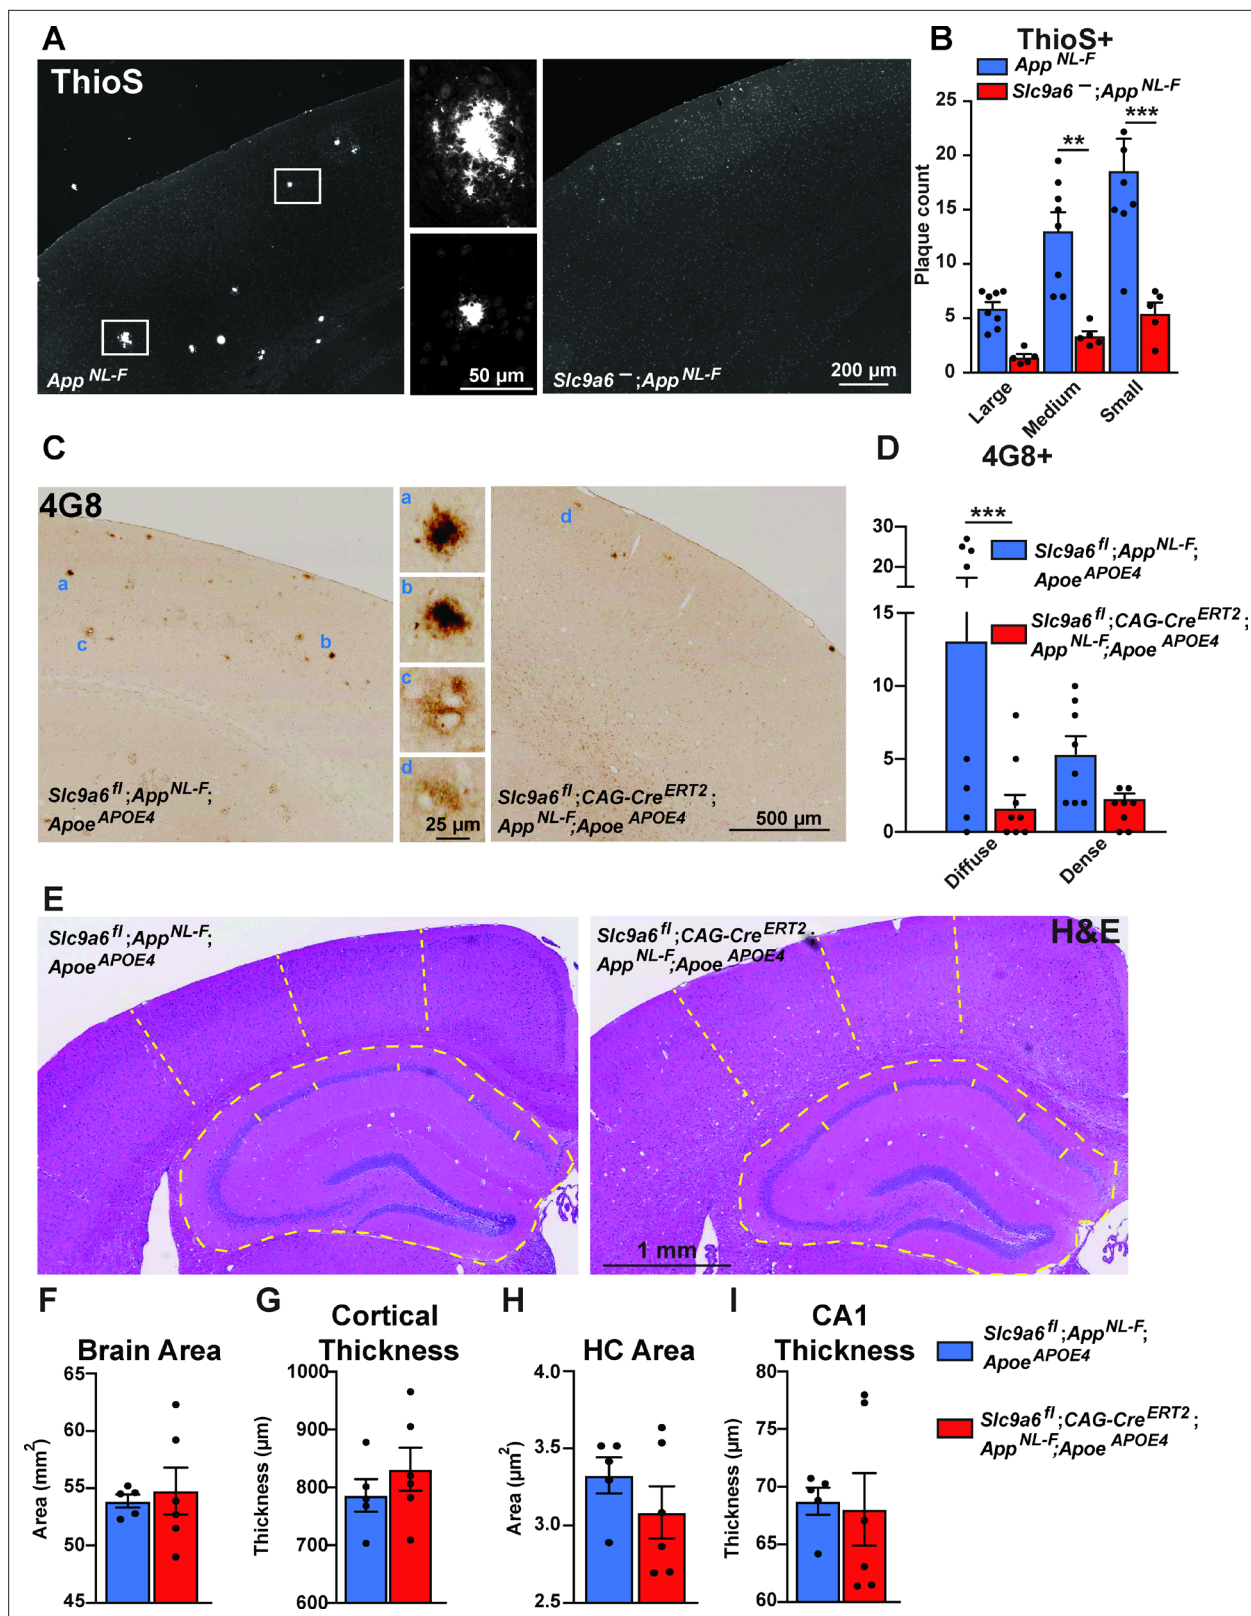 A
ThioS
App NL-F
50 µm
Slc9a6 –;App NL-F
200 µm
B
ThioS+
App NL-F
Slc9a6 –;App NL-F
Plaque count
25
20
15
10
5
0
**
***
Large
Medium
Small
C
4G8
a
c
b
Slc9a6 fl;App NL-F;
Apoe APOE4
a
b
c
d
25 µm
d
Slc9a6 fl;CAG-Cre ERT2;
App NL-F;Apoe APOE4
500 µm
D
4G8+
***
30
20
15
10
5
0
Slc9a6 fl;App NL-F;
Apoe APOE4
Slc9a6 fl;CAG-Cre ERT2;
App NL-F;Apoe APOE4
Diffuse
Dense
E
Slc9a6 fl;App NL-F;
Apoe APOE4
Slc9a6 fl;CAG-Cre ERT2;
App NL-F;Apoe APOE4
H&E
1 mm
F
Brain Area
Area (mm2)
65
60
55
50
45
G
Cortical
Thickness
Thickness (µm)
1000
900
800
700
600
H
HC Area
Area (µm2)
4.0
3.5
3.0
2.5
I
CA1
Thickness
Thickness (µm)
80
75
70
65
60
Slc9a6 fl;App NL-F;
Apoe APOE4
Slc9a6 fl;CAG-Cre ERT2;
App NL-F;Apoe APOE4